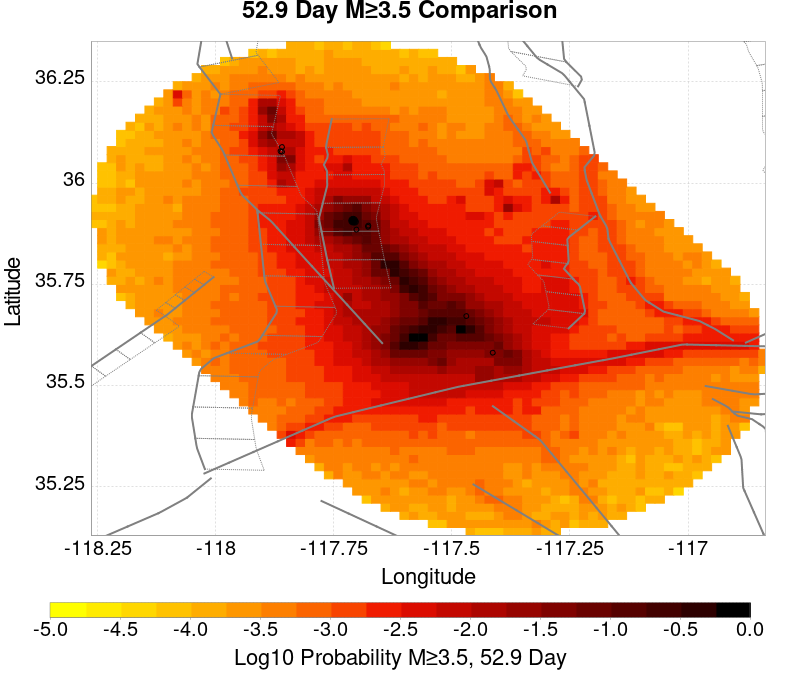 52.9 Day M≥3.5 Comparison
36.25
36
35.75
35.5
35.25
Latitude
-118.25 -118 -117.75 -117.5 -117.25 -117
Longitude
-5.0 -4.5 -4.0 -3.5 -3.0 -2.5 -2.0 -1.5 -1.0 -0.5 0.0
Log10 Probability M≥3.5, 52.9 Day